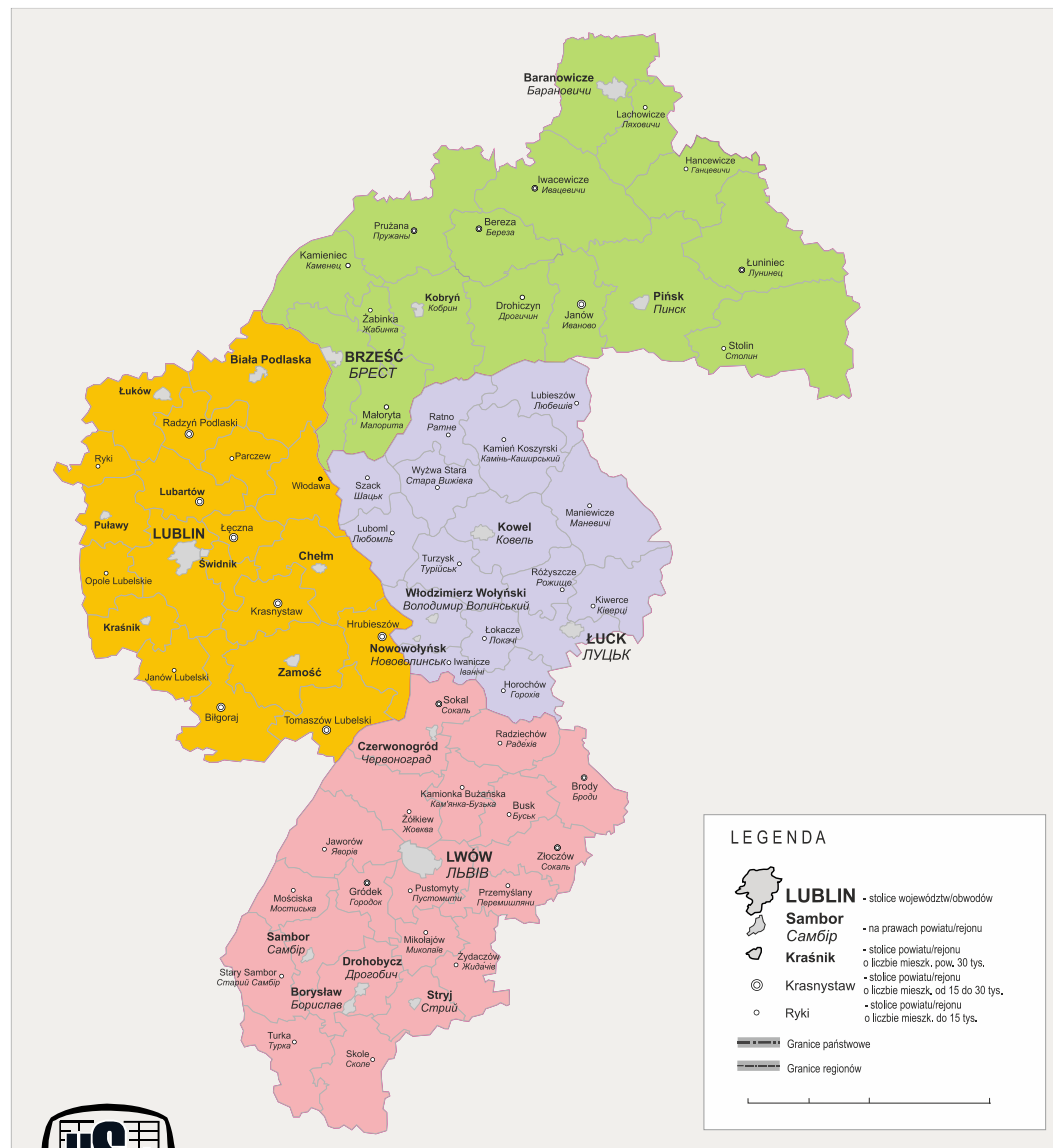 Baranowicze
Барановичи
Lachowicze
Ляховичи
Hancewicze
Ганцевичи
Iwacewicze
Ивацевичи
Prużana
Пружаны
Bereza
Береза
Kamieniec
Каменец
Łuniniec
Лунинец
Kobryń
Кобрин
Drohiczyn
Дрогичин
Janów
Иваново
Pińsk
Пинск
Żabinka
Жабинка
Stolin
Столин
BRZEŚĆ
БРЕСТ
Małoryta
Малорита
Biała Podlaska
Łuków
Radzyń Podlaski
Ryki
Parczew
Włodawa
Lubartów
Puławy
LUBLIN
Łęczna
Świdnik
Chełm
Opole Lubelskie
Krasnystaw
Kraśnik
Hrubieszów
Zamość
Janów Lubelski
Biłgoraj
Tomaszów Lubelski
Lubieszów
Любешів
Ratno
Ратне
Kamień Koszyrski
Камінь-Каширський
Wyżwa Stara
Стара Вижівка
Szack
Шацьк
Maniewicze
Маневичі
Luboml
Любомль
Kowel
Ковель
Turzysk
Турійськ
Różyszcze
Рожище
Włodzimierz Wołyński
Володимир Волинський
Kiwerce
Ківерці
Łokacze
Локачі
ŁUCK
ЛУЦЬК
Nowowołyńsk
Нововолинськ
Iwanicze
Іванічі
Horochów
Горохів
Sokal
Сокаль
Czerwonogród
Червоноград
Radziechów
Радехів
Kamionka Bużańska
Кам'янка-Бузька
Brody
Броди
Busk
Буськ
Żółkiew
Жовква
Jaworów
Яворів
LWÓW
ЛЬВІВ
Złoczów
Сокаль
Mościska
Мостиська
Gródek
Городок
Pustomyty
Пустомити
Przemyślany
Перемишляни
Sambor
Самбір
Mikołajów
Миколаїв
Drohobycz
Дрогобич
Żydaczów
Жидачів
Stary Sambor
Старий Самбір
Borysław
Борислав
Stryj
Стрий
Turka
Турка
Skole
Сколе
LEGENDA
LUBLIN - stolice województw/obwodów
Sambor
Самбір - na prawach powiatu/rejonu
Kraśnik - stolice powiatu/rejonu
o liczbie mieszk. pow. 30 tys.
Krasnystaw - stolice powiatu/rejonu
o liczbie mieszk. od 15 do 30 tys.
Ryki - stolice powiatu/rejonu
o liczbie mieszk. do 15 tys.
Granice państwowe
Granice regionów